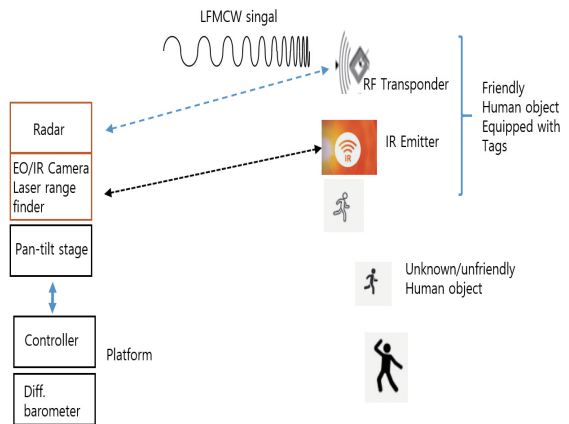 LFMCW singal
RF Transponder
Friendly
Human object
Equipped with
Tags
IR Emitter
IR
Radar
EO/IR Camera
Laser range
finder
Pan-tilt stage
Unknown/unfriendly
Human object
Controller
Platform
Diff.
barometer